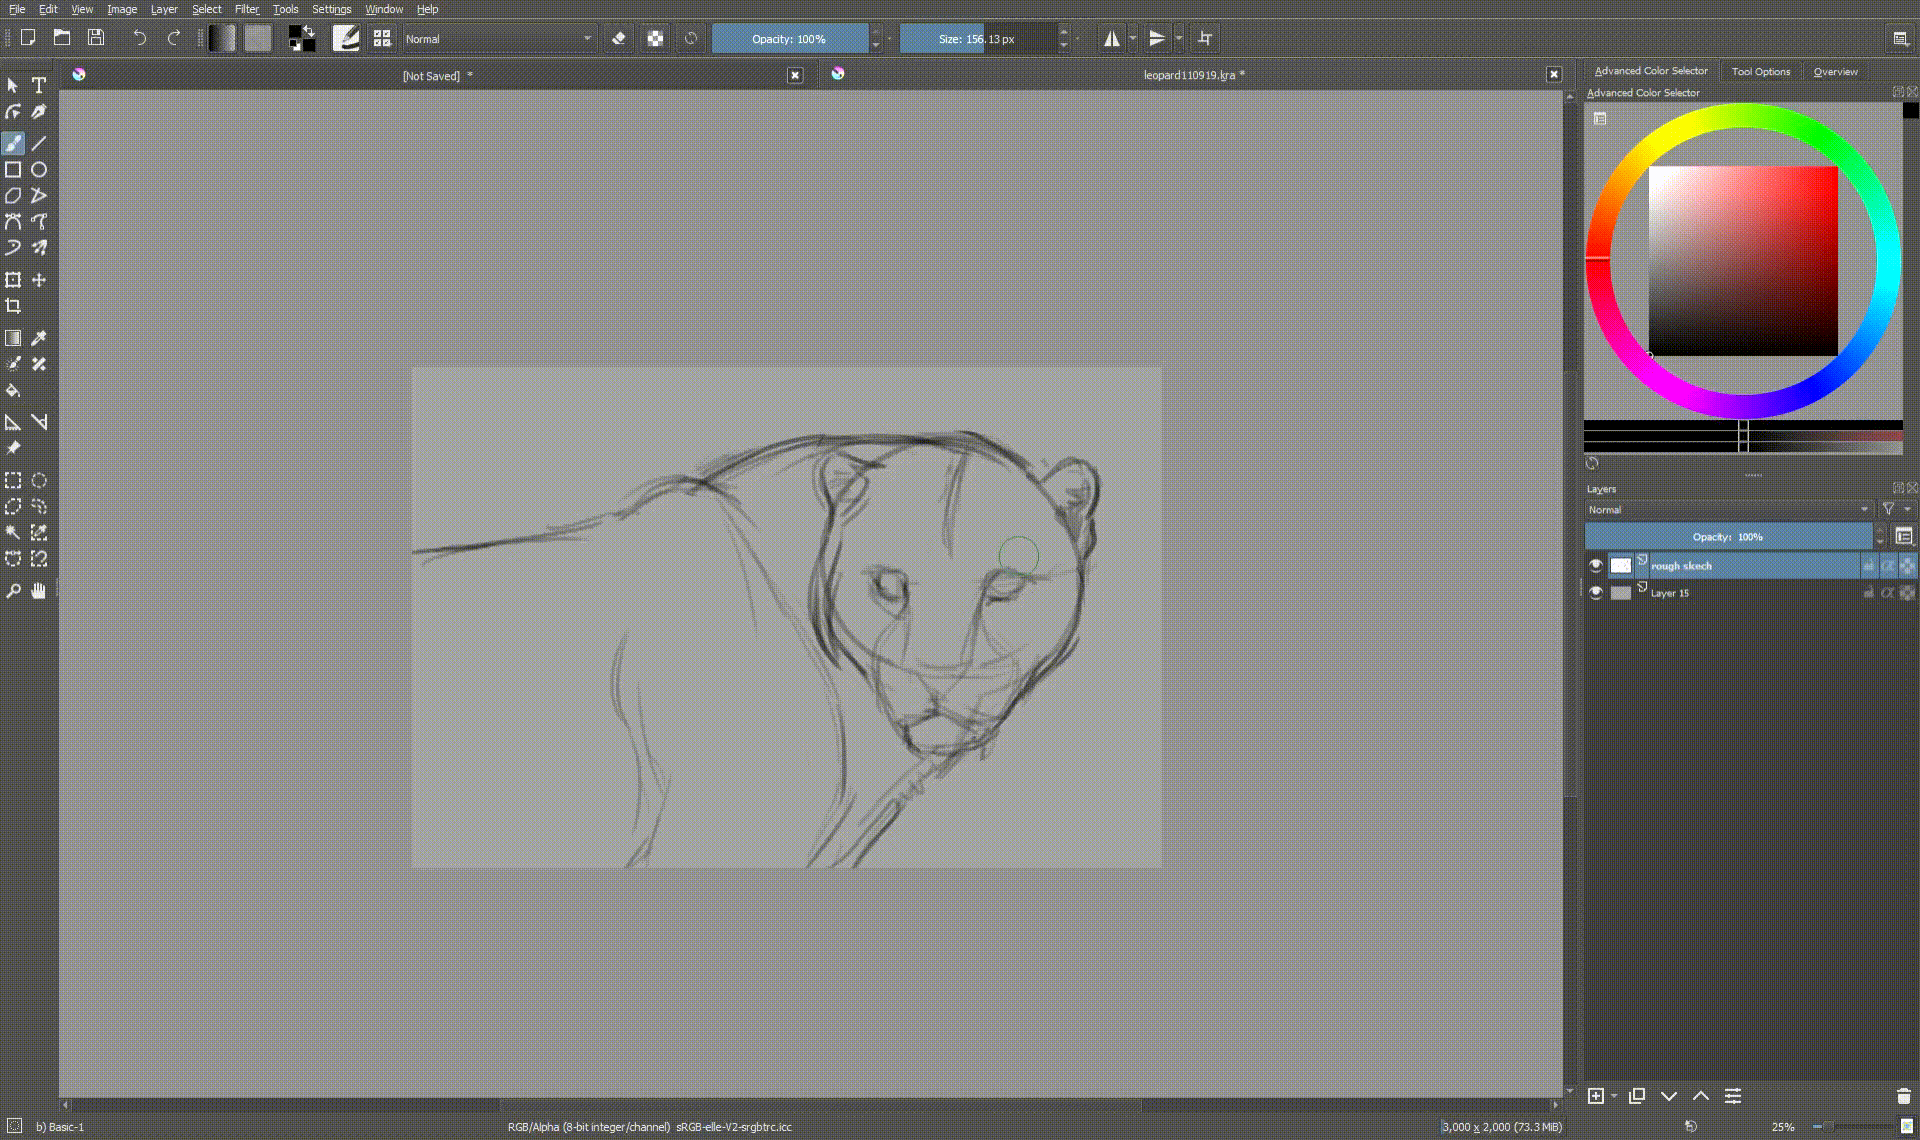 File Edit View Image Layer Select Filter Tools Settings Window Help
Normal Opacity: 100% Size: 156.13 px
[Not Saved] * leopard110919.kra *
Advanced Color Selector Tool Options Overview
Advanced Color Selector
Layers
Normal
Opacity: 100%
rough skech
Layer 15
b) Basic-1 RGB/Alpha (8-bit integer/channel) sRGB-elle-V2-srgbtrc.icc 3,000 x 2,000 (73.3 MiB) 25%